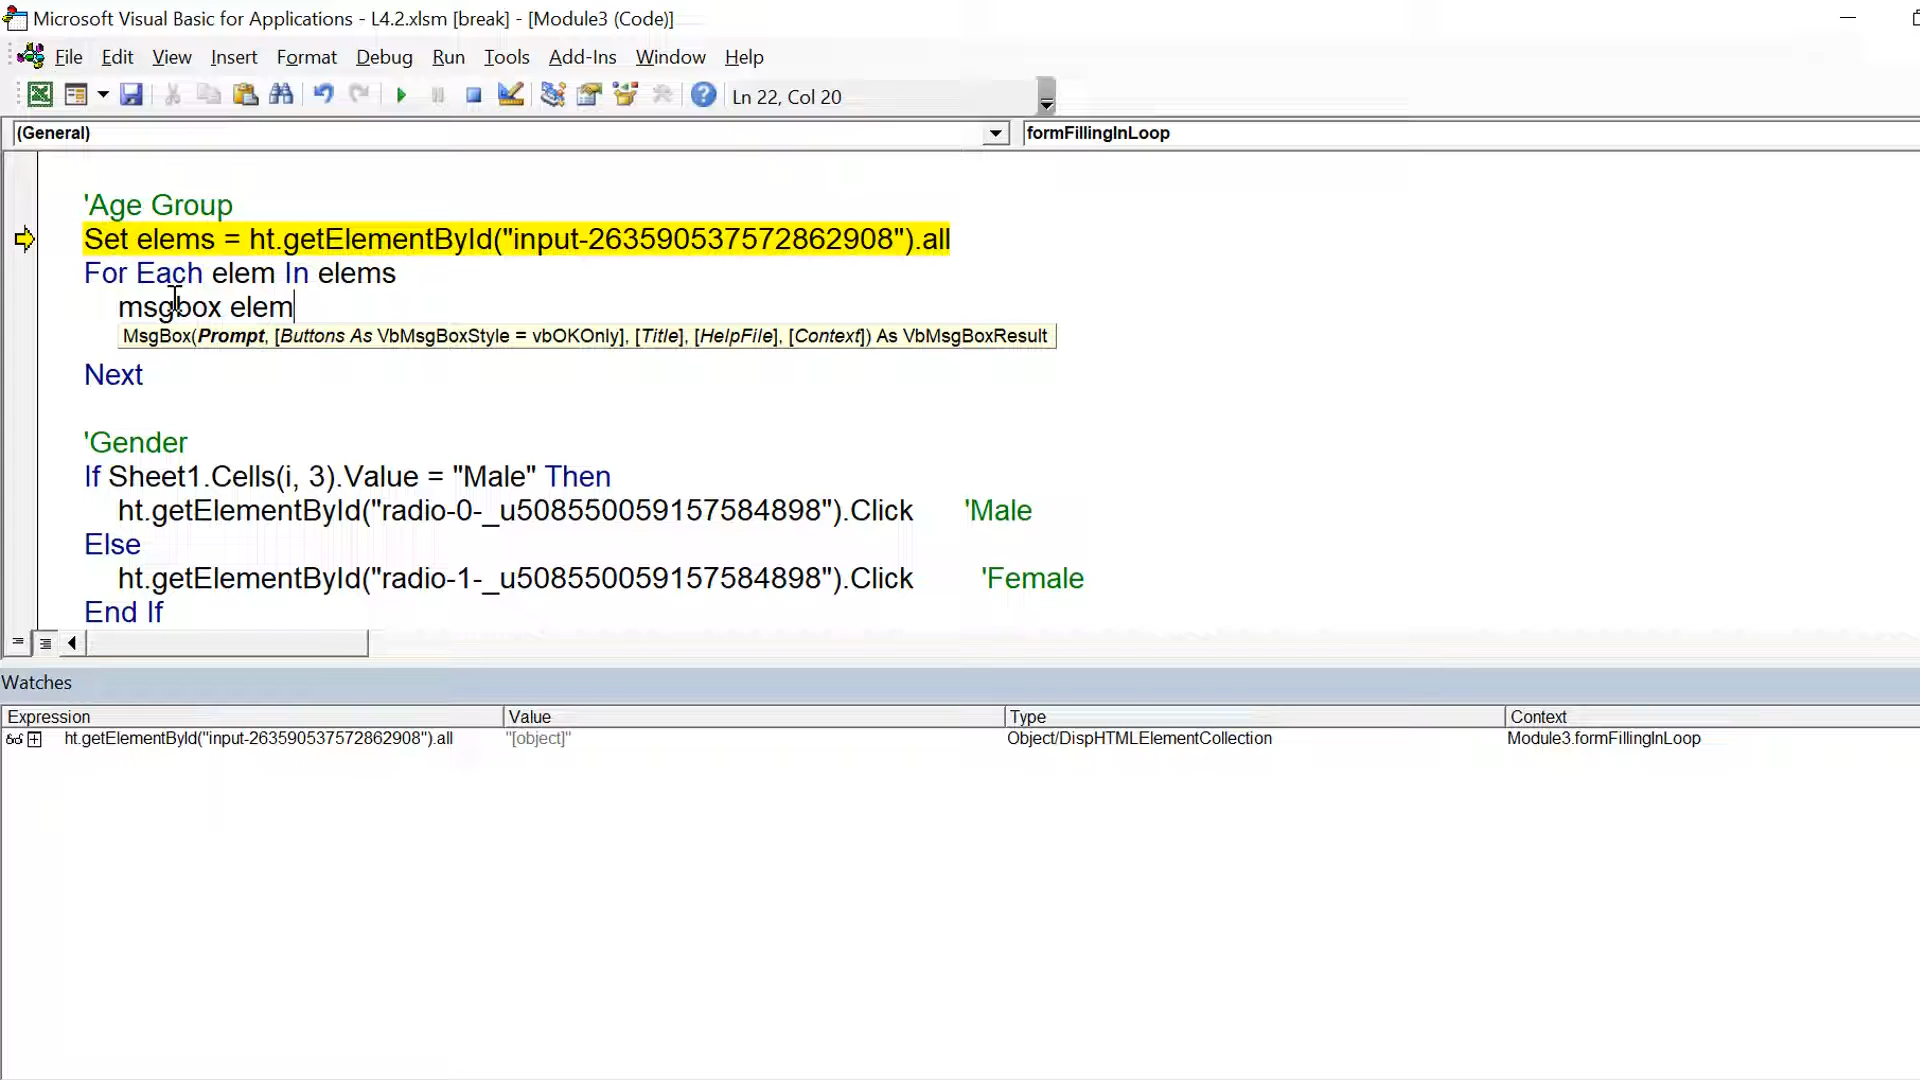 Microsoft Visual Basic for Applications - L4.2.xlsm [break] - [Module3 (Code)]
File Edit View Insert Format Debug Run Tools Add-Ins Window Help
Ln 22, Col 20
(General) formFillingInLoop
'Age Group
Set elems = ht.getElementById("input-263590537572862908").all
For Each elem In elems
msgbox elem
MsgBox(Prompt, [Buttons As VbMsgBoxStyle = vbOKOnly], [Title], [HelpFile], [Context]) As VbMsgBoxResult
Next
'Gender
If Sheet1.Cells(i, 3).Value = "Male" Then
ht.getElementById("radio-0-_u508550059157584898").Click 'Male
Else
ht.getElementById("radio-1-_u508550059157584898").Click 'Female
End If
Watches
Expression Value Type Context
ht.getElementById("input-263590537572862908").all "[object]" Object/DispHTMLElementCollection Module3.formFillingInLoop